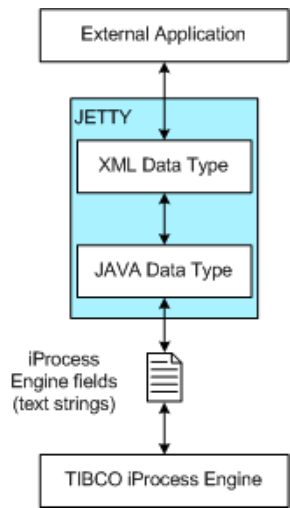 External Application
JETTY
XML Data Type
JAVA Data Type
iProcess
Engine fields
(text strings)
TIBCO iProcess Engine